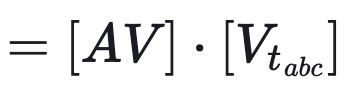 = [AV] · [V_{t_{abc}}]